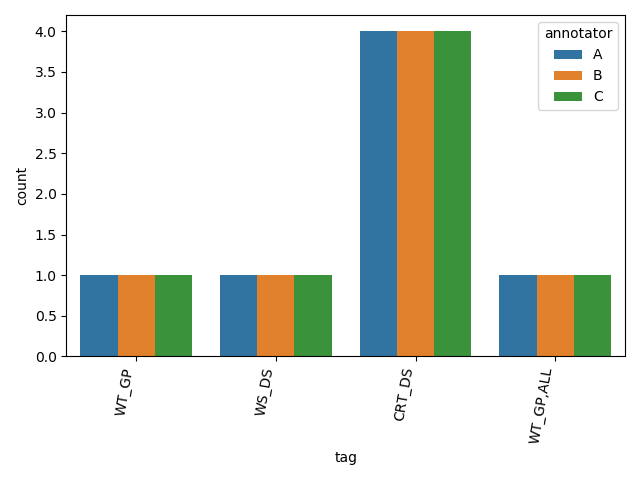 annotator
A
B
C
4.0
3.5
3.0
2.5
2.0
1.5
1.0
0.5
0.0
count
WT_GP
WS_DS
CRT_DS
WT_GP,ALL
tag